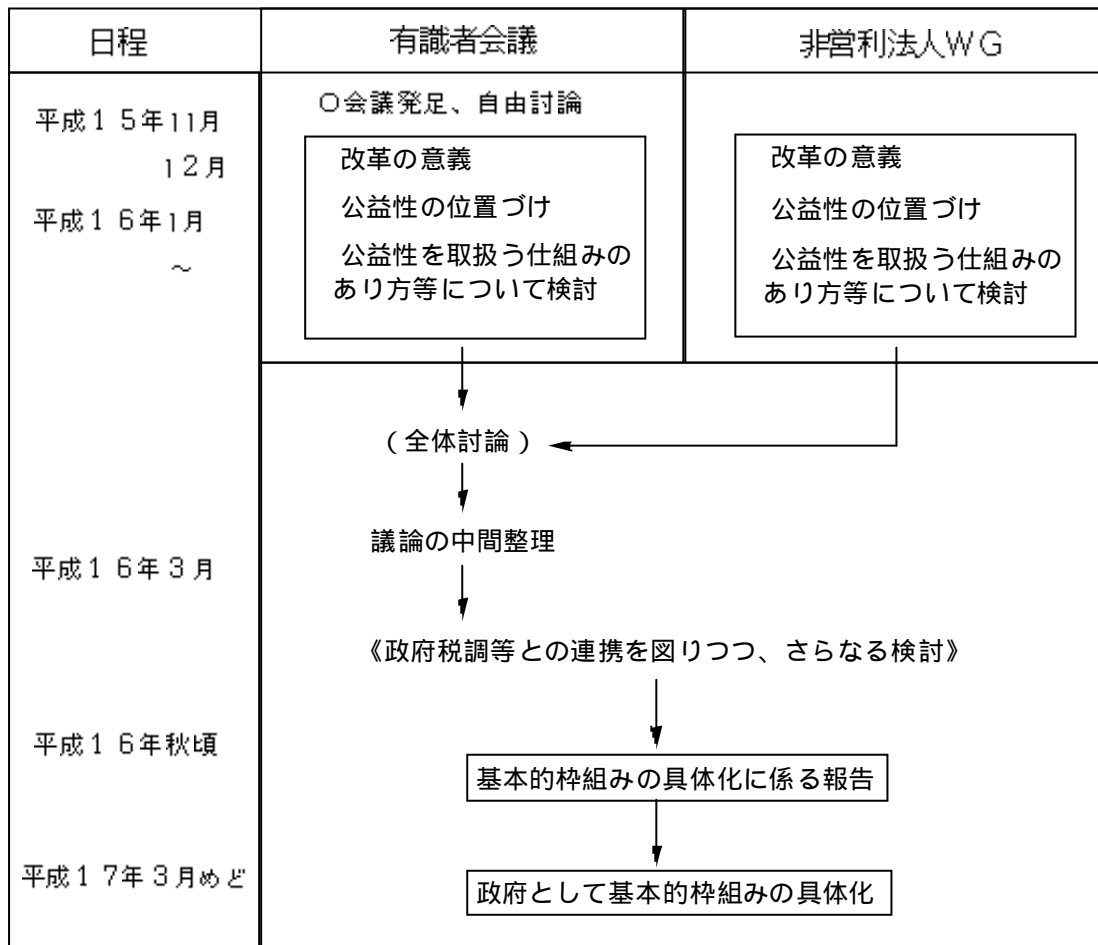 日程
有識者会議
非営利法人ＷＧ
平成１５年11月
12月
平成１６年1月
～
平成１６年３月
平成１６年秋頃
平成１７年３月めど
○会議発足、自由討論
改革の意義
公益性の位置づけ
公益性を取扱う仕組みの
あり方等について検討
改革の意義
公益性の位置づけ
公益性を取扱う仕組みの
あり方等について検討
（全体討論）
議論の中間整理
《政府税調等との連携を図りつつ、さらなる検討》
基本的枠組みの具体化に係る報告
政府として基本的枠組みの具体化